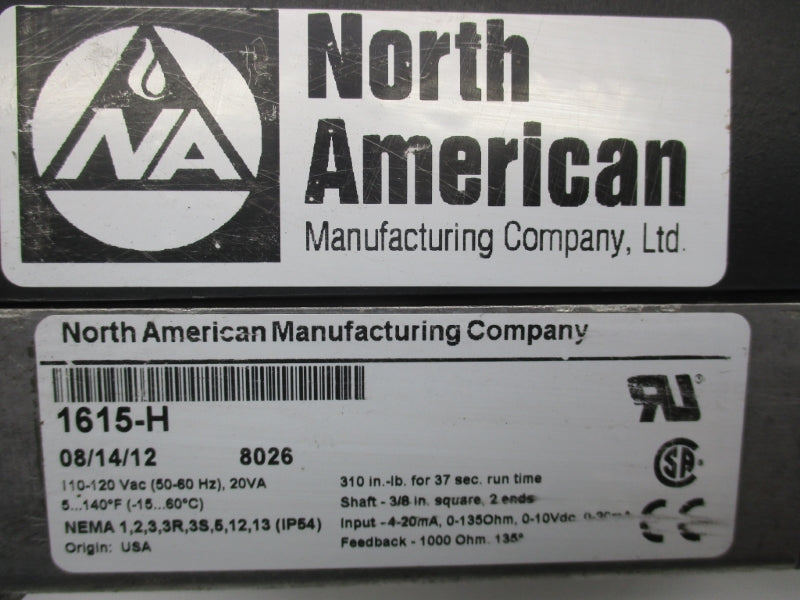 NA
North
American
Manufacturing Company, Ltd.
North American Manufacturing Company
1615-H
08/14/12 8026
110-120 Vac (50-60 Hz), 20VA
5...140°F (-15...60°C)
NEMA 1,2,3,3R,3S,5,12,13 (IP54)
Origin: USA
310 in.-lb. for 37 sec. run time
Shaft - 3/8 in. square, 2 ends
Input - 4-20mA, 0-135Ohm, 0-10Vdc,
Feedback - 1000 Ohm. 135°
RU®
SA
CE